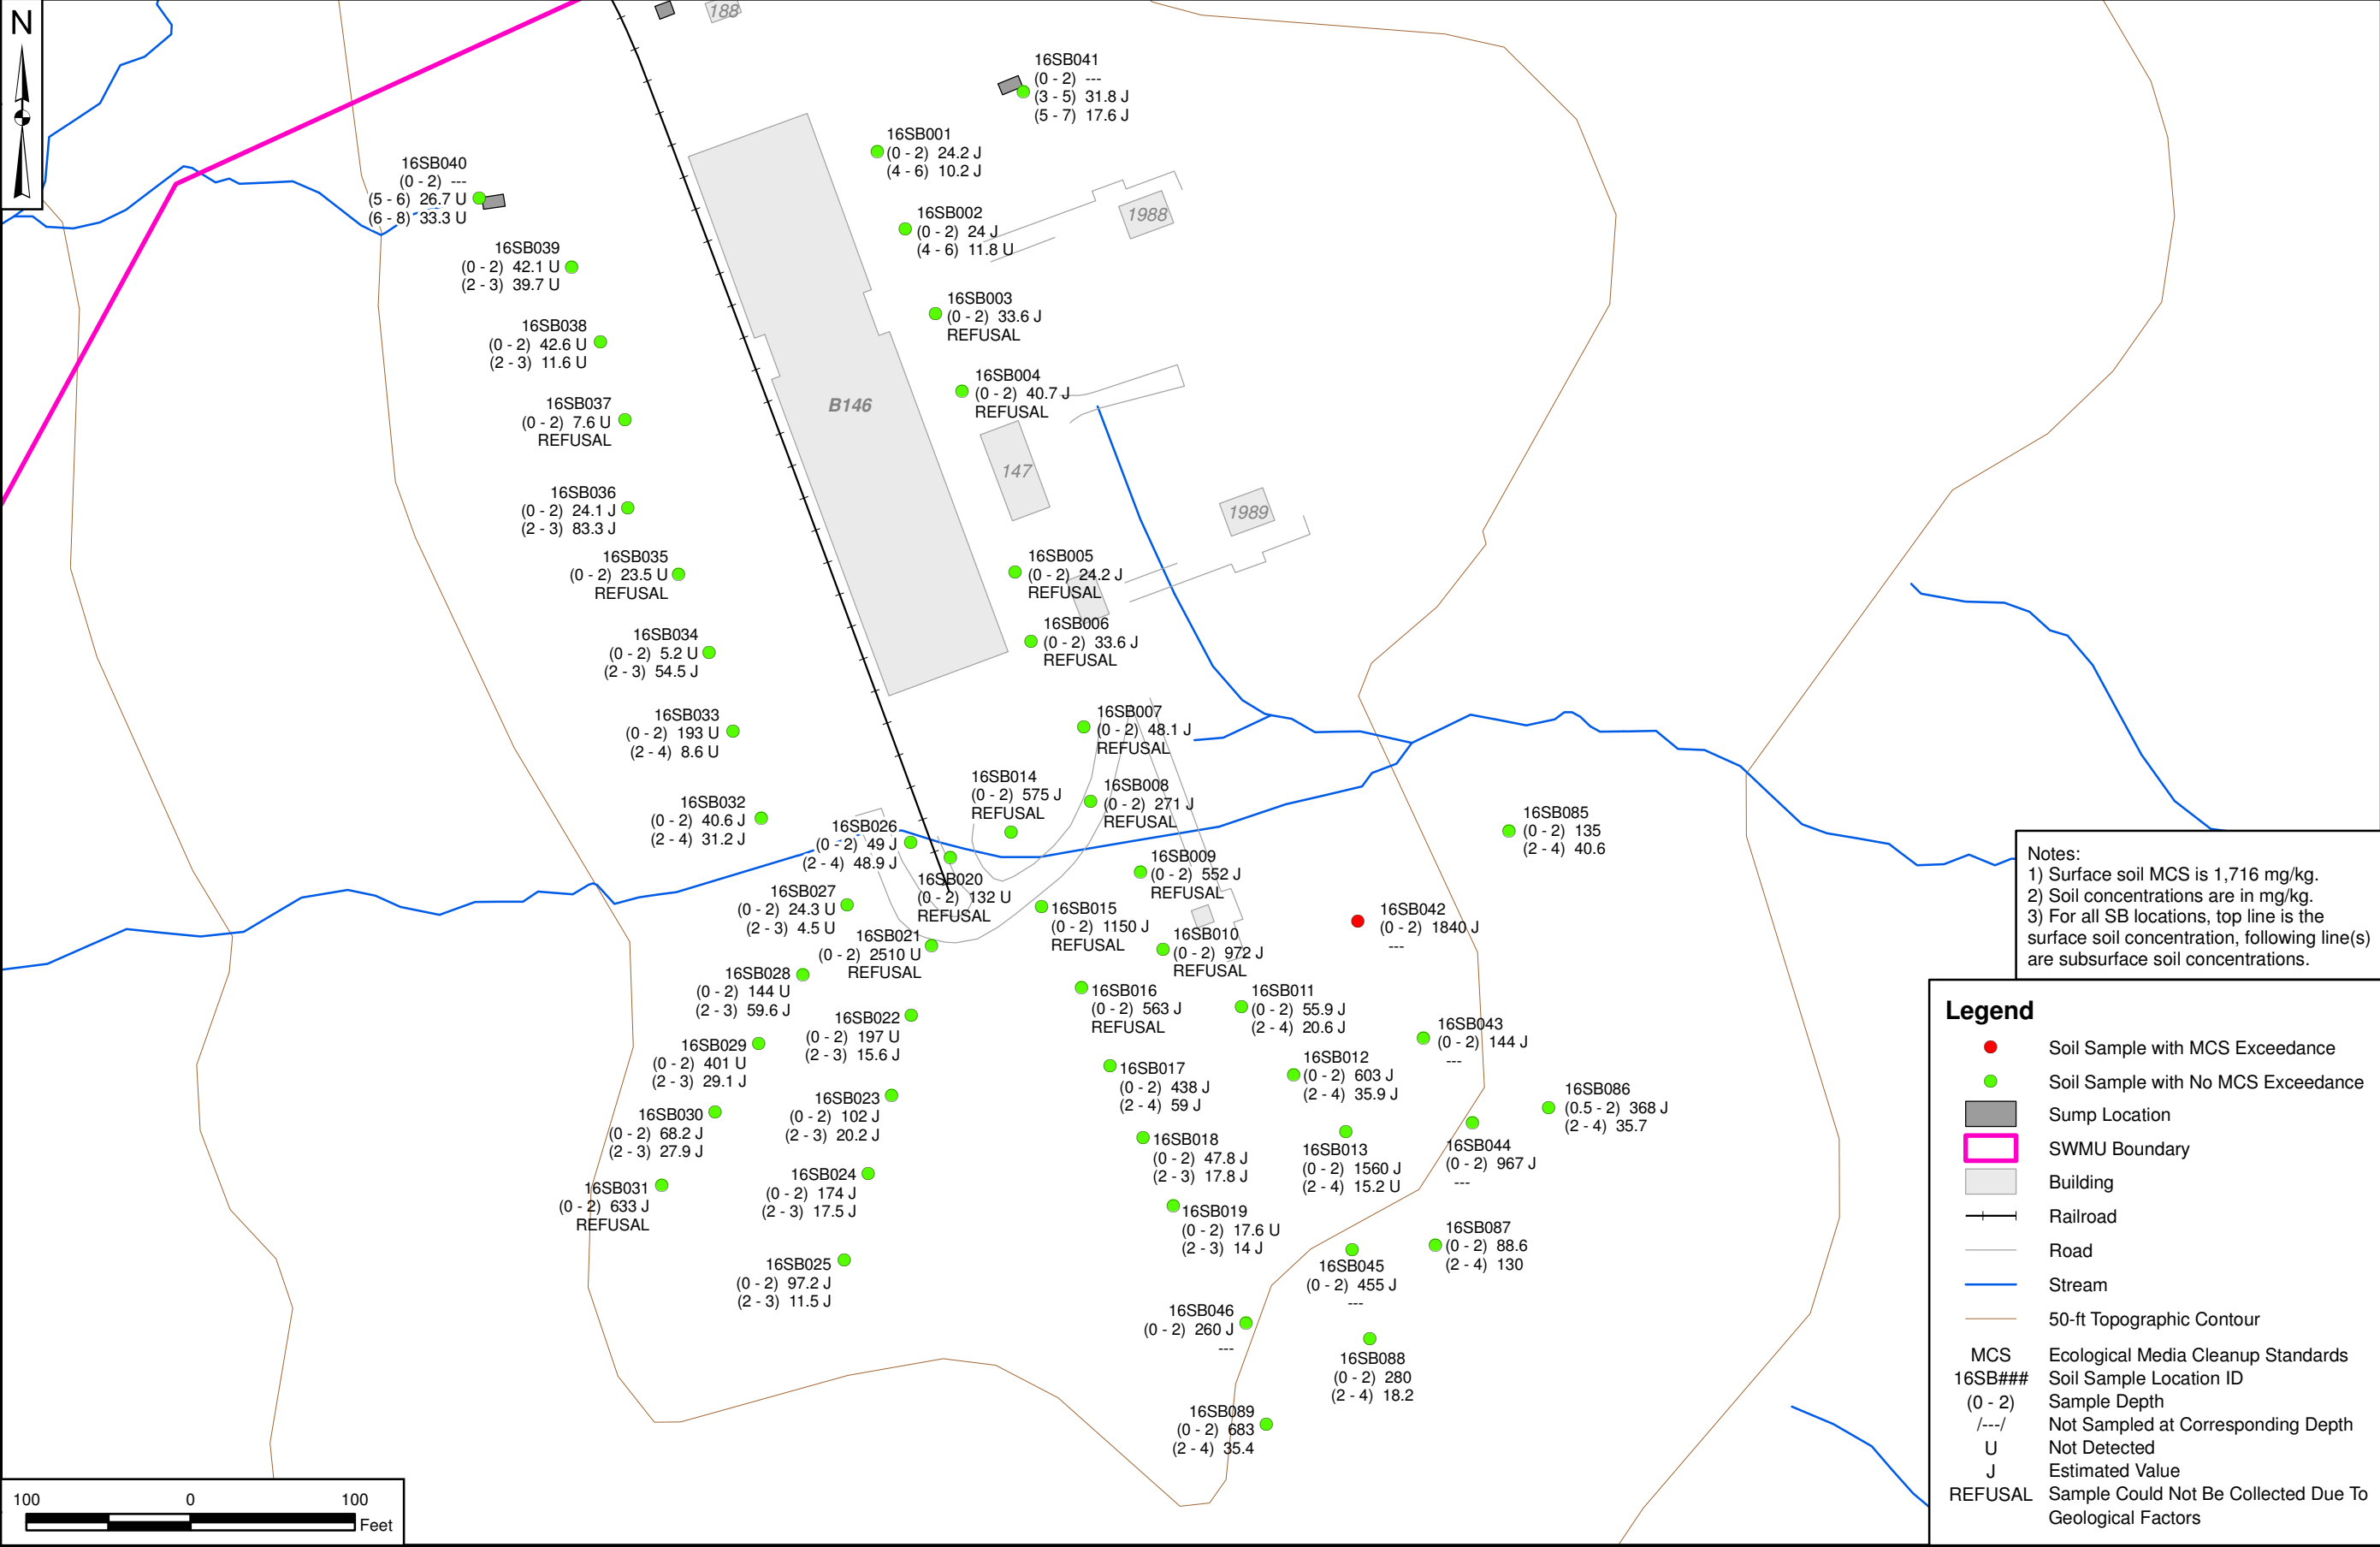 N
188
16SB041
(0 - 2) ---
(3 - 5) 31.8 J
(5 - 7) 17.6 J
16SB001
(0 - 2) 24.2 J
(4 - 6) 10.2 J
16SB040
(0 - 2) ---
(5 - 6) 26.7 U
(6 - 8) 33.3 U
16SB002
(0 - 2) 24 J
(4 - 6) 11.8 U
1988
16SB039
(0 - 2) 42.1 U
(2 - 3) 39.7 U
16SB003
(0 - 2) 33.6 J
REFUSAL
16SB038
(0 - 2) 42.6 U
(2 - 3) 11.6 U
16SB004
(0 - 2) 40.7 J
REFUSAL
B146
16SB037
(0 - 2) 7.6 U
REFUSAL
147
16SB036
(0 - 2) 24.1 J
(2 - 3) 83.3 J
1989
16SB035
(0 - 2) 23.5 U
REFUSAL
16SB005
(0 - 2) 24.2 J
REFUSAL
16SB034
(0 - 2) 5.2 U
(2 - 3) 54.5 J
16SB006
(0 - 2) 33.6 J
REFUSAL
16SB033
(0 - 2) 193 U
(2 - 4) 8.6 U
16SB007
(0 - 2) 48.1 J
REFUSAL
16SB014
(0 - 2) 575 J
REFUSAL
16SB008
(0 - 2) 271 J
REFUSAL
16SB032
(0 - 2) 40.6 J
(2 - 4) 31.2 J
16SB085
(0 - 2) 135
(2 - 4) 40.6
16SB026
(0 - 2) 49 J
(2 - 4) 48.9 J
16SB009
(0 - 2) 552 J
REFUSAL
16SB020
(0 - 2) 132 U
REFUSAL
16SB027
(0 - 2) 24.3 U
(2 - 3) 4.5 U
16SB015
(0 - 2) 1150 J
REFUSAL
16SB042
(0 - 2) 1840 J
---
16SB021
(0 - 2) 2510 U
REFUSAL
16SB010
(0 - 2) 972 J
REFUSAL
16SB028
(0 - 2) 144 U
(2 - 3) 59.6 J
16SB016
(0 - 2) 563 J
REFUSAL
16SB011
(0 - 2) 55.9 J
(2 - 4) 20.6 J
16SB022
(0 - 2) 197 U
(2 - 3) 15.6 J
16SB043
(0 - 2) 144 J
---
16SB029
(0 - 2) 401 U
(2 - 3) 29.1 J
16SB012
(0 - 2) 603 J
(2 - 4) 35.9 J
16SB017
(0 - 2) 438 J
(2 - 4) 59 J
16SB086
(0.5 - 2) 368 J
(2 - 4) 35.7
16SB023
(0 - 2) 102 J
(2 - 3) 20.2 J
16SB030
(0 - 2) 68.2 J
(2 - 3) 27.9 J
16SB018
(0 - 2) 47.8 J
(2 - 3) 17.8 J
16SB013
(0 - 2) 1560 J
(2 - 4) 15.2 U
16SB044
(0 - 2) 967 J
---
16SB024
(0 - 2) 174 J
(2 - 3) 17.5 J
16SB031
(0 - 2) 633 J
REFUSAL
16SB019
(0 - 2) 17.6 U
(2 - 3) 14 J
16SB087
(0 - 2) 88.6
(2 - 4) 130
16SB025
(0 - 2) 97.2 J
(2 - 3) 11.5 J
16SB045
(0 - 2) 455 J
---
16SB046
(0 - 2) 260 J
---
16SB088
(0 - 2) 280
(2 - 4) 18.2
16SB089
(0 - 2) 683
(2 - 4) 35.4
Notes:
1) Surface soil MCS is 1,716 mg/kg.
2) Soil concentrations are in mg/kg.
3) For all SB locations, top line is the
surface soil concentration, following line(s)
are subsurface soil concentrations.
Legend
Soil Sample with MCS Exceedance
Soil Sample with No MCS Exceedance
Sump Location
SWMU Boundary
Building
Railroad
Road
Stream
50-ft Topographic Contour
MCS Ecological Media Cleanup Standards
16SB### Soil Sample Location ID
(0 - 2) Sample Depth
/---/ Not Sampled at Corresponding Depth
U Not Detected
J Estimated Value
REFUSAL Sample Could Not Be Collected Due To
Geological Factors
100 0 100
Feet